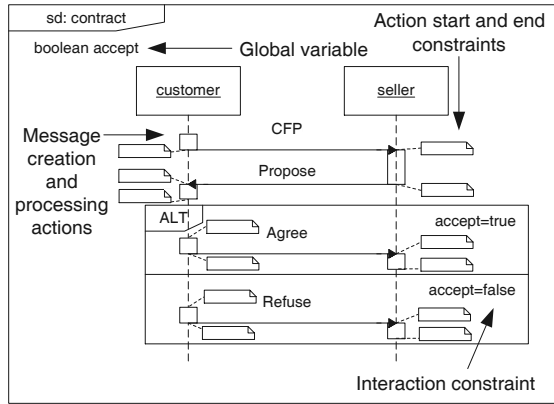 sd: contract
boolean accept
Global variable
Action start and end
constraints
customer
seller
Message
creation
and
processing
actions
CFP
Propose
ALT
Agree
accept=true
Refuse
accept=false
Interaction constraint